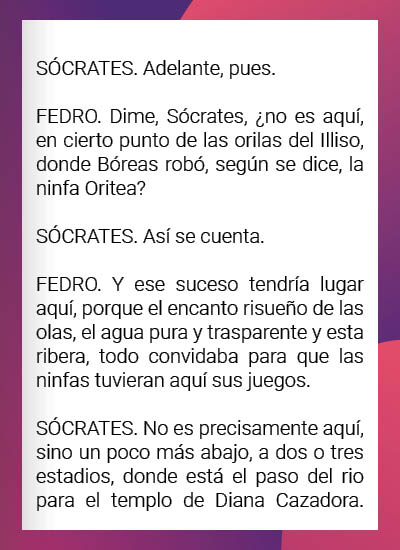 SÓCRATES. Adelante, pues.
FEDRO. Dime, Sócrates, ¿no es aquí,
en cierto punto de las orilas del Illiso,
donde Bóreas robó, según se dice, la
ninfa Oritea?
SÓCRATES. Así se cuenta.
FEDRO. Y ese suceso tendría lugar
aquí, porque el encanto risueño de las
olas, el agua pura y trasparente y esta
ribera, todo convidaba para que las
ninfas tuvieran aquí sus juegos.
SÓCRATES. No es precisamente aquí,
sino un poco más abajo, a dos o tres
estadios, donde está el paso del rio
para el templo de Diana Cazadora.